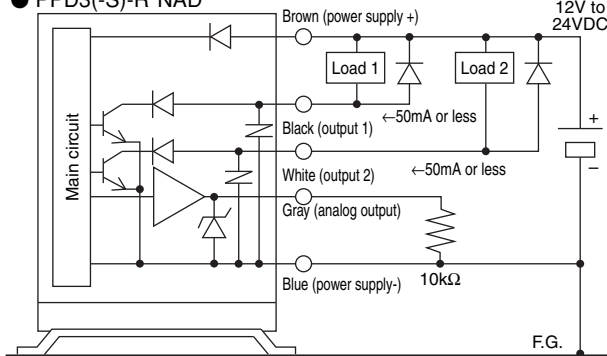 ● PPD3(-S)-R*NAD*
Brown (power supply +)
12V to
24VDC
Load 1
Load 2
←50mA or less
Black (output 1)
+
Main circuit
White (output 2)
←50mA or less
−
Gray (analog output)
Blue (power supply-)
10kΩ
F.G.